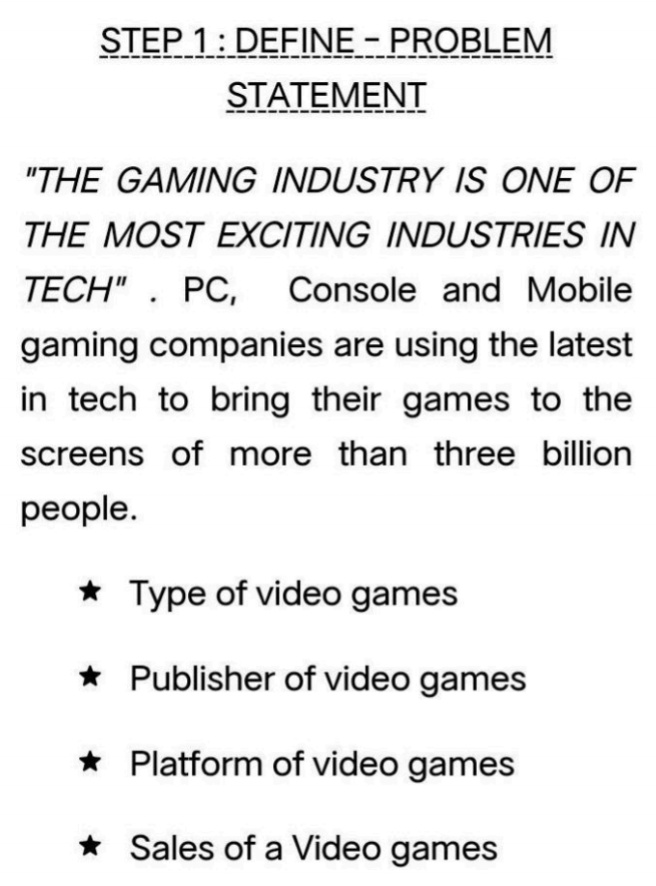 STEP 1 : DEFINE – PROBLEM
STATEMENT
"THE GAMING INDUSTRY IS ONE OF
THE MOST EXCITING INDUSTRIES IN
TECH" . PC, Console and Mobile
gaming companies are using the latest
in tech to bring their games to the
screens of more than three billion
people.
★ Type of video games
★ Publisher of video games
★ Platform of video games
★ Sales of a Video games